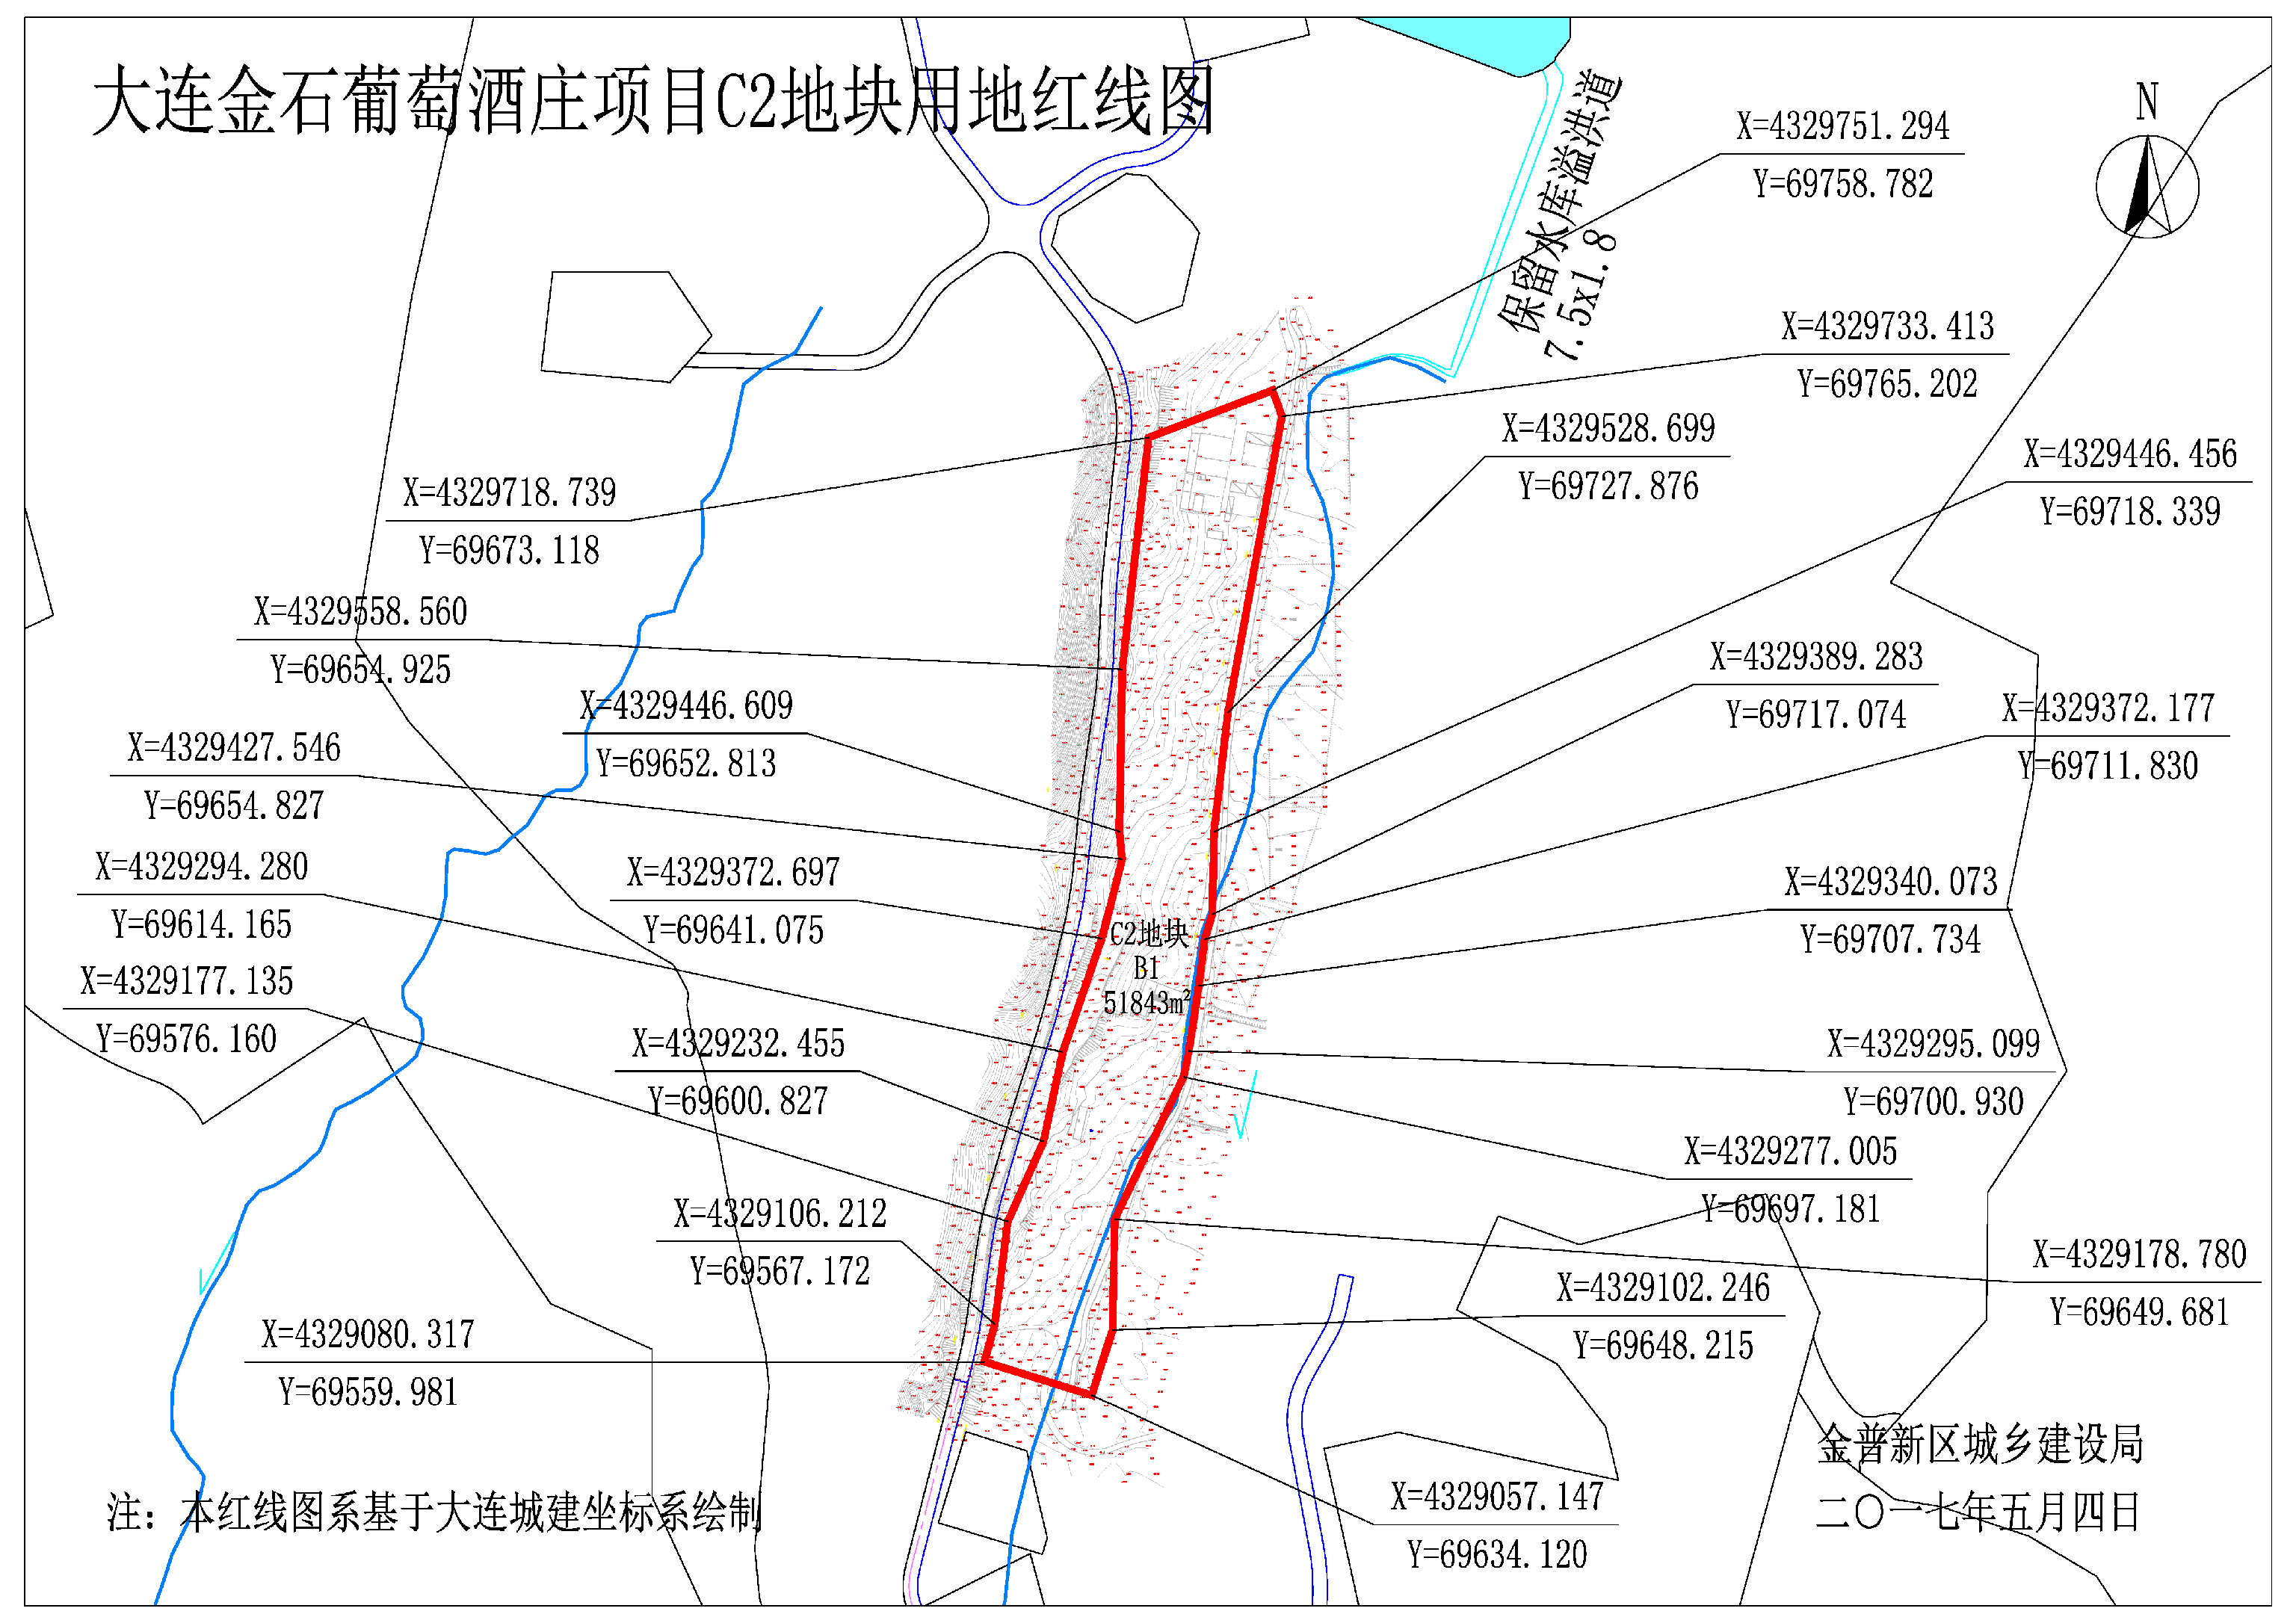 大连金石葡萄酒庄项目C2地块用地红线图
N
保留水库溢洪道
7.5x1.8
X=4329751.294
Y=69758.782
X=4329733.413
Y=69765.202
X=4329528.699
Y=69727.876
X=4329446.456
Y=69718.339
X=4329718.739
Y=69673.118
X=4329558.560
Y=69654.925
X=4329389.283
Y=69717.074
X=4329446.609
Y=69652.813
X=4329372.177
Y=69711.830
X=4329427.546
Y=69654.827
X=4329294.280
Y=69614.165
X=4329372.697
Y=69641.075
X=4329340.073
Y=69707.734
C2地块
B1
51843m²
X=4329177.135
Y=69576.160
X=4329232.455
Y=69600.827
X=4329295.099
Y=69700.930
X=4329277.005
Y=69697.181
X=4329106.212
Y=69567.172
X=4329178.780
Y=69649.681
X=4329102.246
Y=69648.215
X=4329080.317
Y=69559.981
X=4329057.147
Y=69634.120
注：本红线图系基于大连城建坐标系绘制
金普新区城乡建设局
二〇一七年五月四日